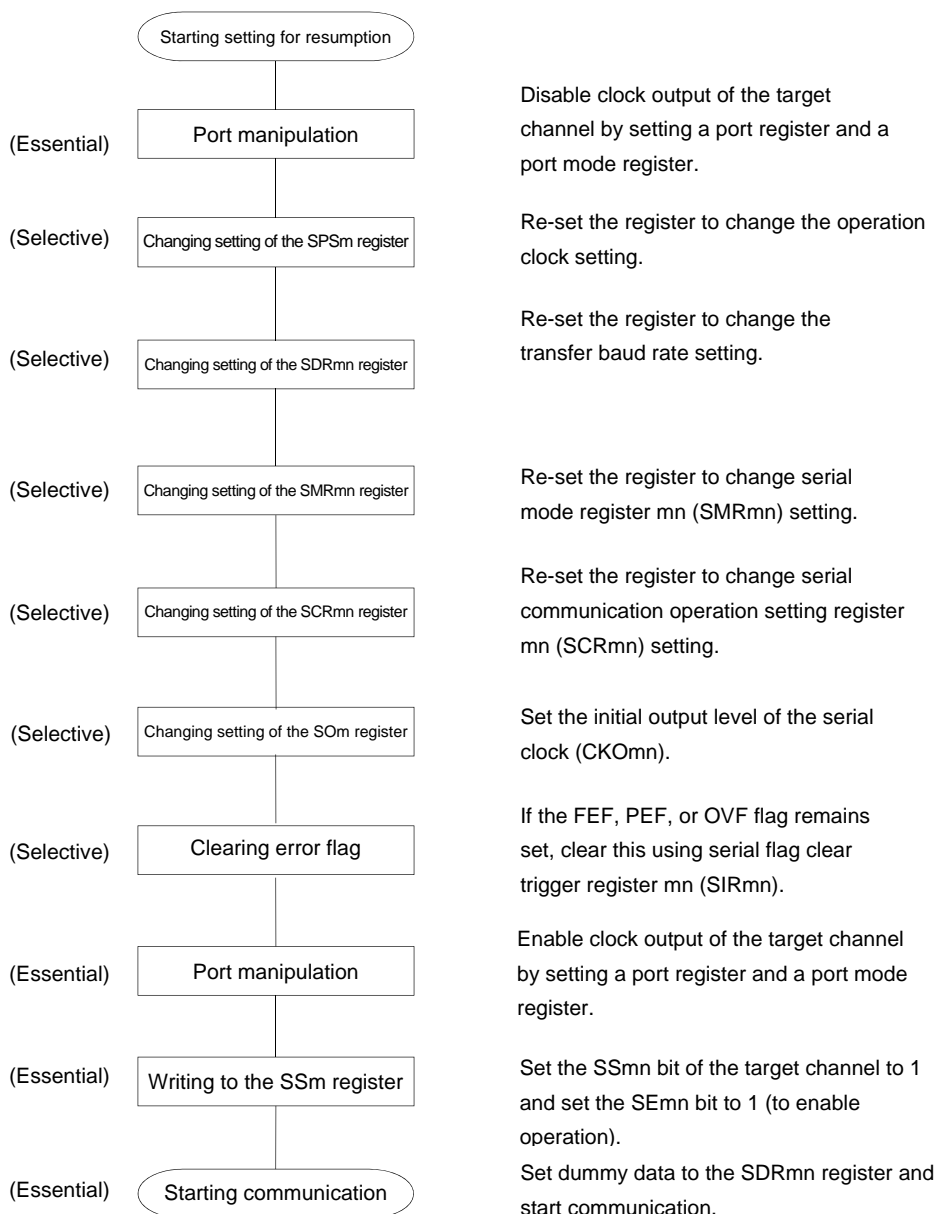 Starting setting for resumption
(Essential)
Port manipulation
Disable clock output of the target
channel by setting a port register and a
port mode register.
(Selective)
Changing setting of the SPSm register
Re-set the register to change the operation
clock setting.
(Selective)
Changing setting of the SDRmn register
Re-set the register to change the
transfer baud rate setting.
(Selective)
Changing setting of the SMRmn register
Re-set the register to change serial
mode register mn (SMRmn) setting.
(Selective)
Changing setting of the SCRmn register
Re-set the register to change serial
communication operation setting register
mn (SCRmn) setting.
(Selective)
Changing setting of the SOm register
Set the initial output level of the serial
clock (CKOmn).
(Selective)
Clearing error flag
If the FEF, PEF, or OVF flag remains
set, clear this using serial flag clear
trigger register mn (SIRmn).
(Essential)
Port manipulation
Enable clock output of the target channel
by setting a port register and a port mode
register.
(Essential)
Writing to the SSm register
Set the SSmn bit of the target channel to 1
and set the SEmn bit to 1 (to enable
operation).
(Essential)
Starting communication
Set dummy data to the SDRmn register and
start communication.